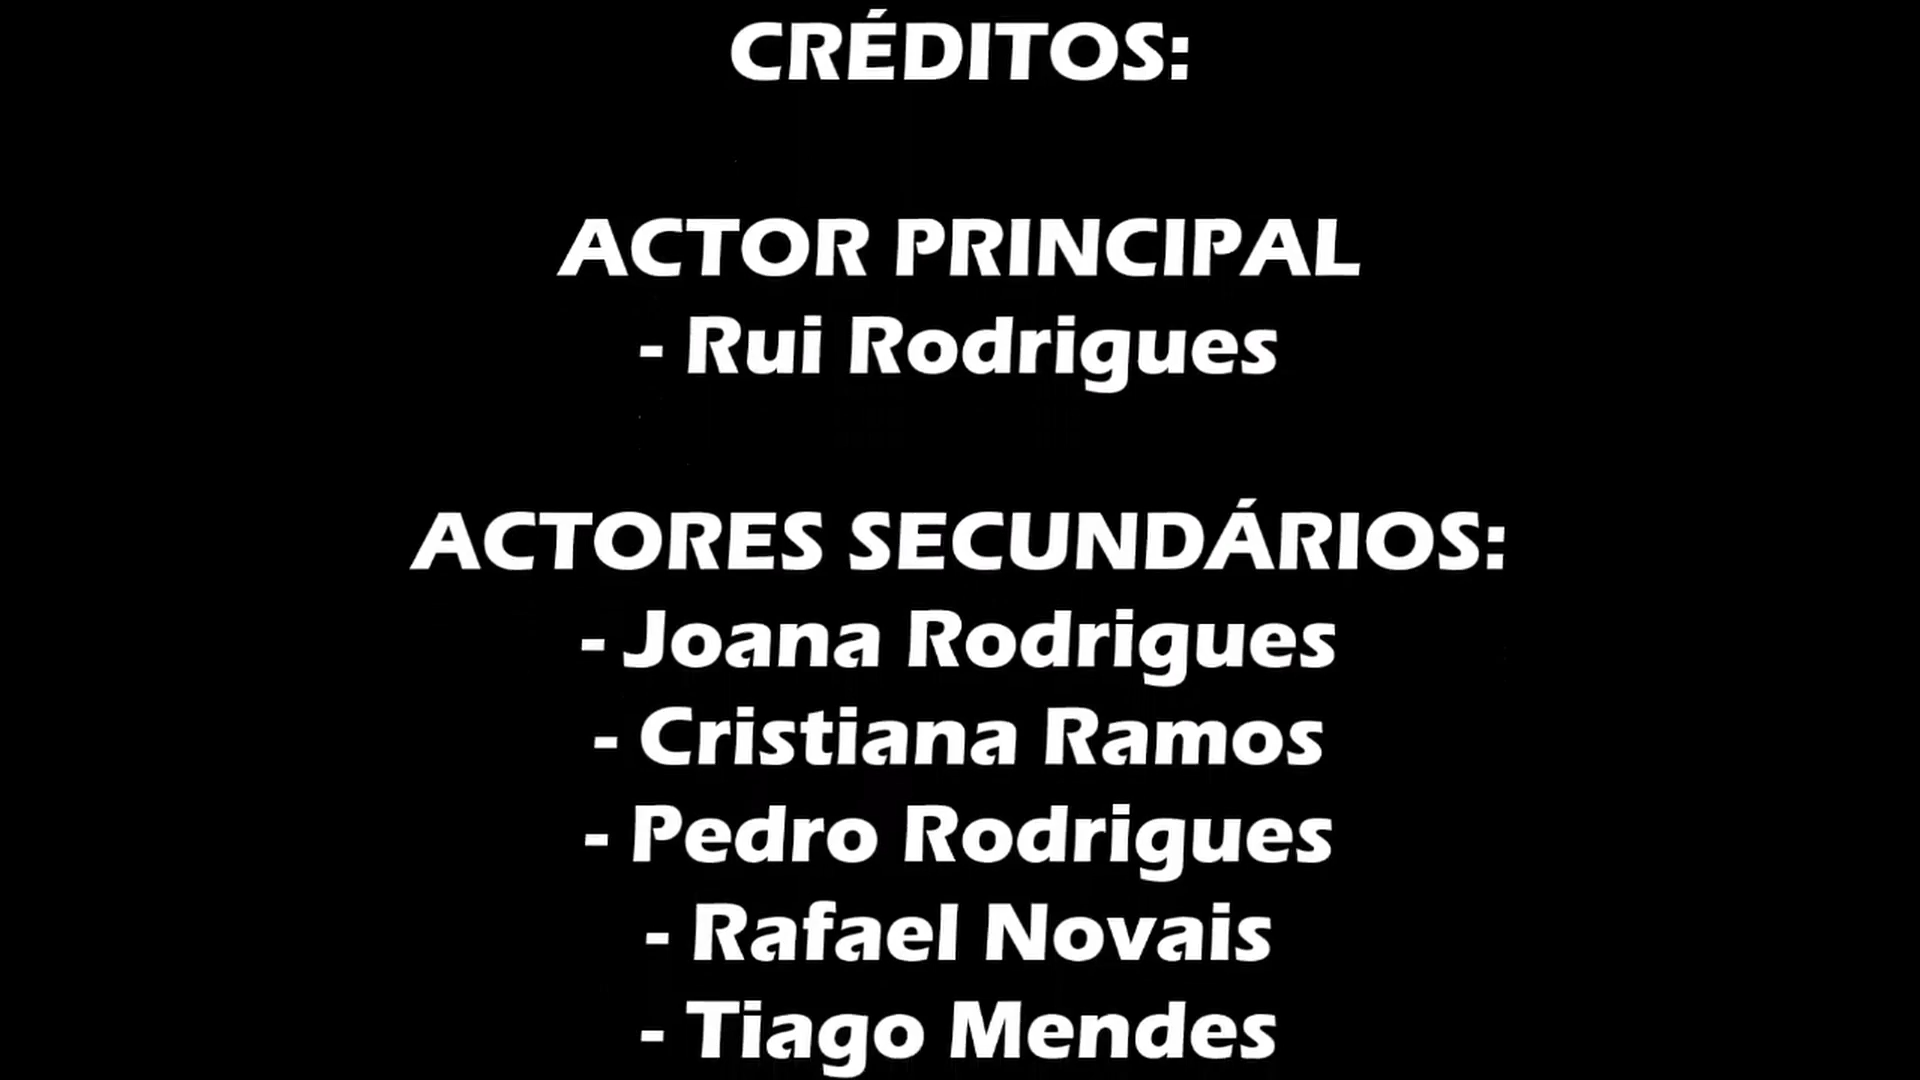 CRÉDITOS:
ACTOR PRINCIPAL
- Rui Rodrigues
ACTORES SECUNDÁRIOS:
- Joana Rodrigues
- Cristiana Ramos
- Pedro Rodrigues
- Rafael Novais
- Tiago Mendes